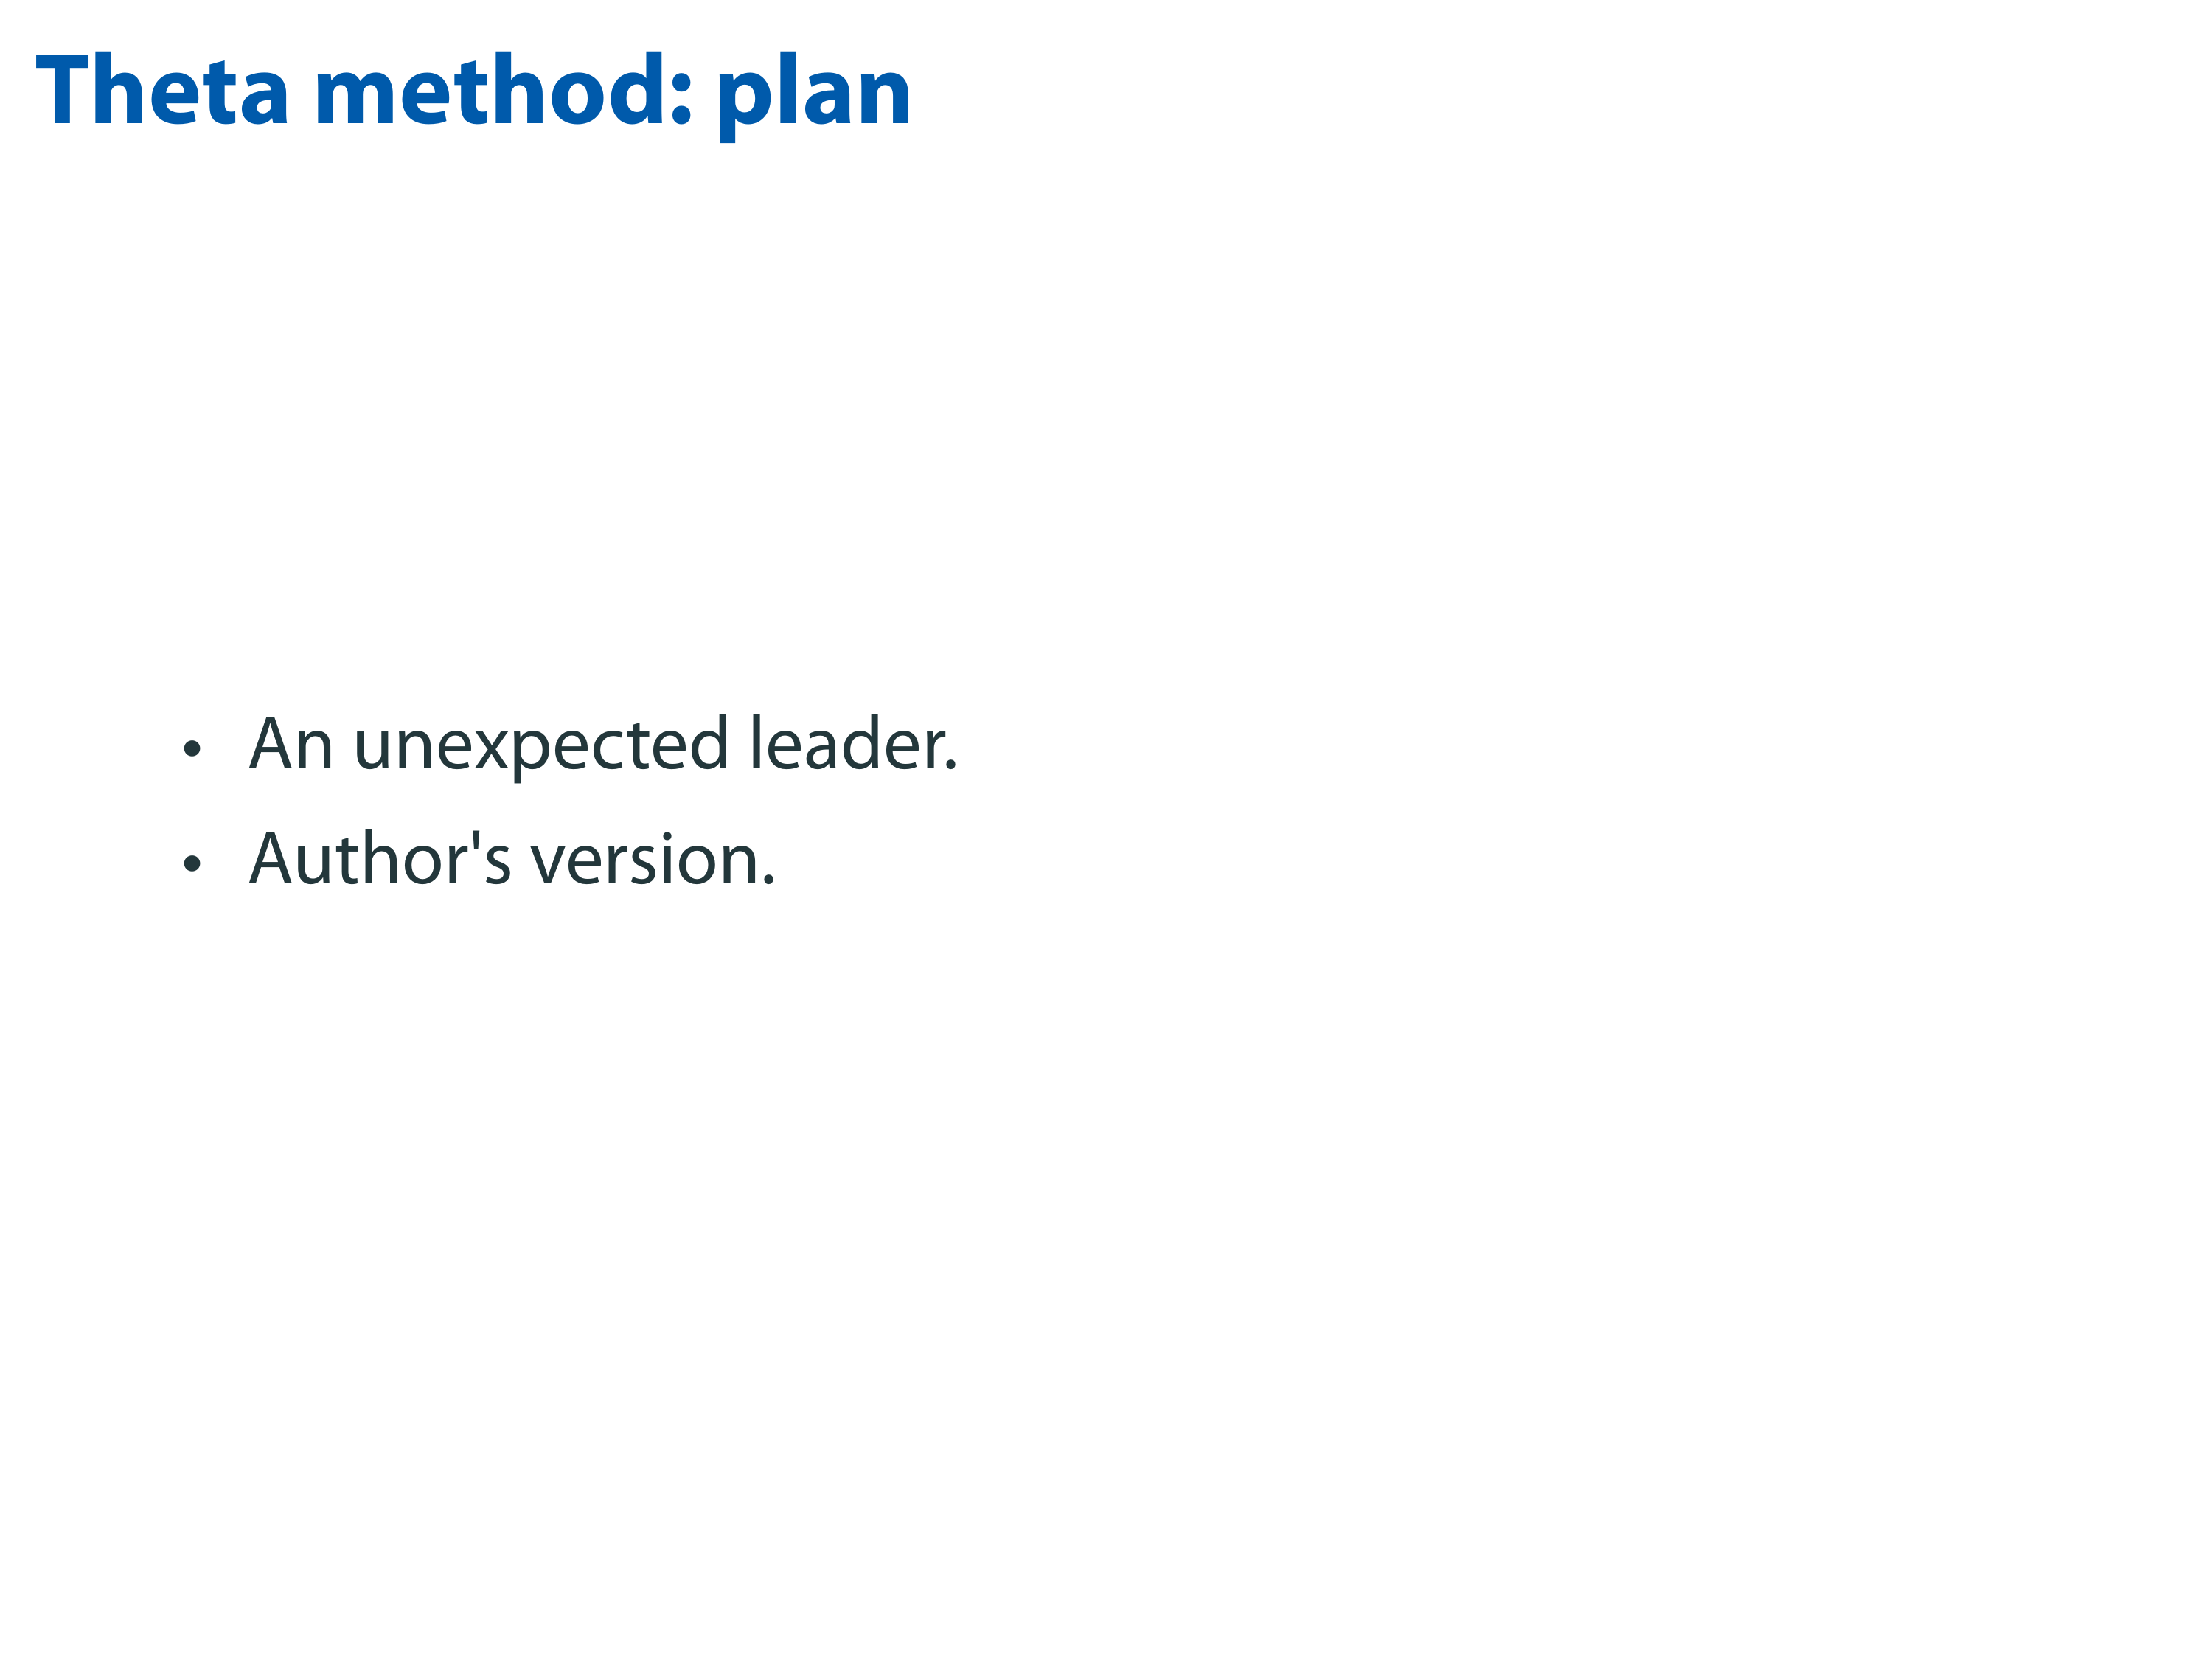 Theta method: plan
• An unexpected leader.
• Author's version.